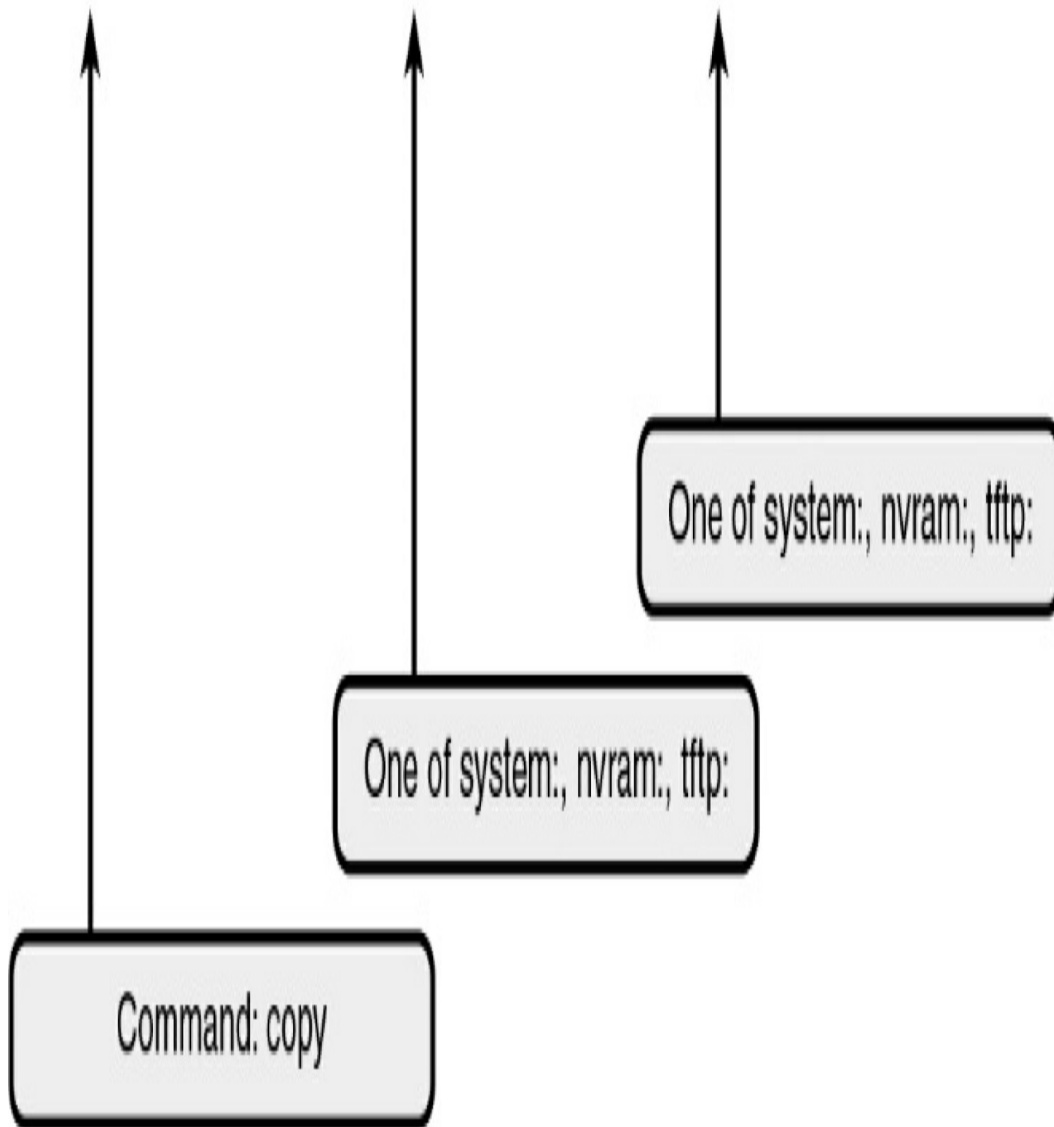 One of system:, nvram:, tftp:
One of system:, nvram:, tftp:
Command: copy